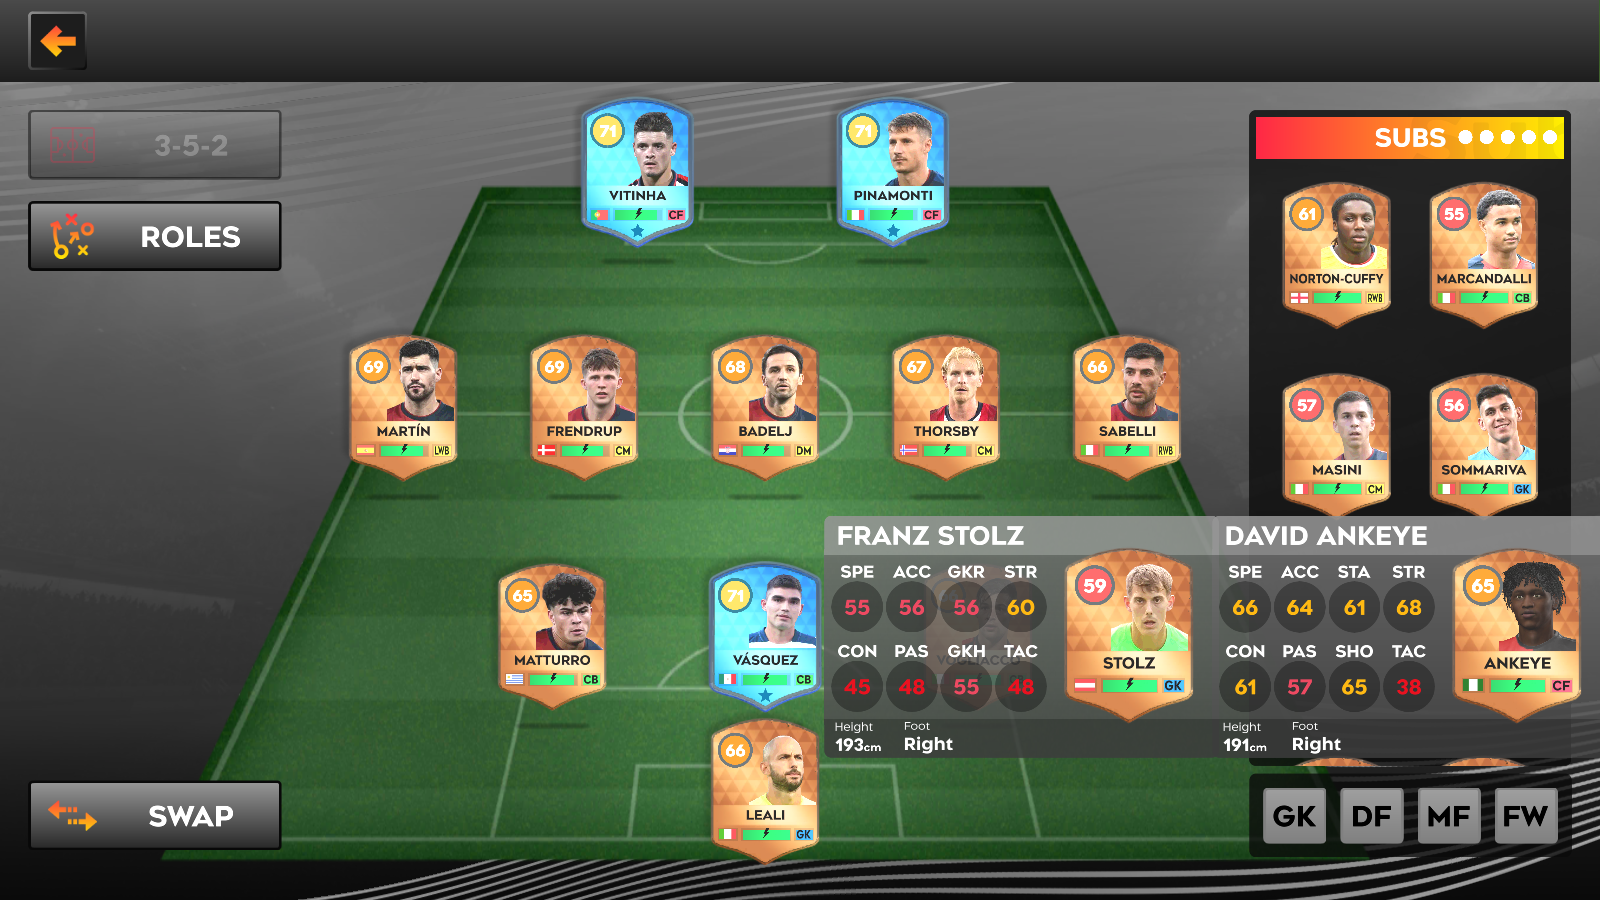 3-5-2
ROLES
SWAP
71
VITINHA
CF
71
PINAMONTI
CF
69
MARTÍN
LWB
69
FRENDRUP
CM
68
BADELJ
DM
67
THORSBY
CM
66
SABELLI
RWB
65
MATTURRO
CB
71
VÁSQUEZ
CB
66
LEALI
GK
SUBS
61
NORTON-CUFFY
RWB
55
MARCANDALLI
CB
57
MASINI
CM
56
SOMMARIVA
GK
FRANZ STOLZ
SPE ACC GKR STR
55 56 56 60
CON PAS GKH TAC
45 48 55 48
Height Foot
193cm Right
59
STOLZ
GK
DAVID ANKEYE
SPE ACC STA STR
66 64 61 68
CON PAS SHO TAC
61 57 65 38
Height Foot
191cm Right
65
ANKEYE
CF
GK DF MF FW